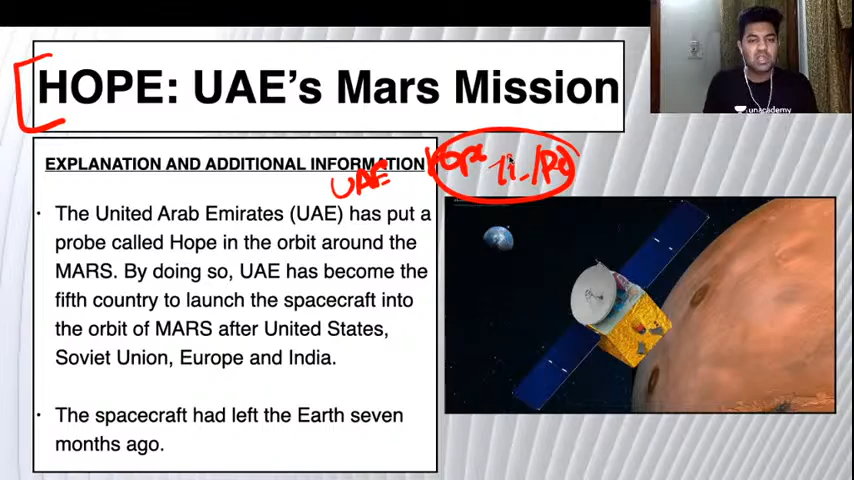 HOPE: UAE's Mars Mission
unacademy
EXPLANATION AND ADDITIONAL INFORMATION
Hope
UAE
· The United Arab Emirates (UAE) has put a
probe called Hope in the orbit around the
MARS. By doing so, UAE has become the
fifth country to launch the spacecraft into
the orbit of MARS after United States,
Soviet Union, Europe and India.
· The spacecraft had left the Earth seven
months ago.